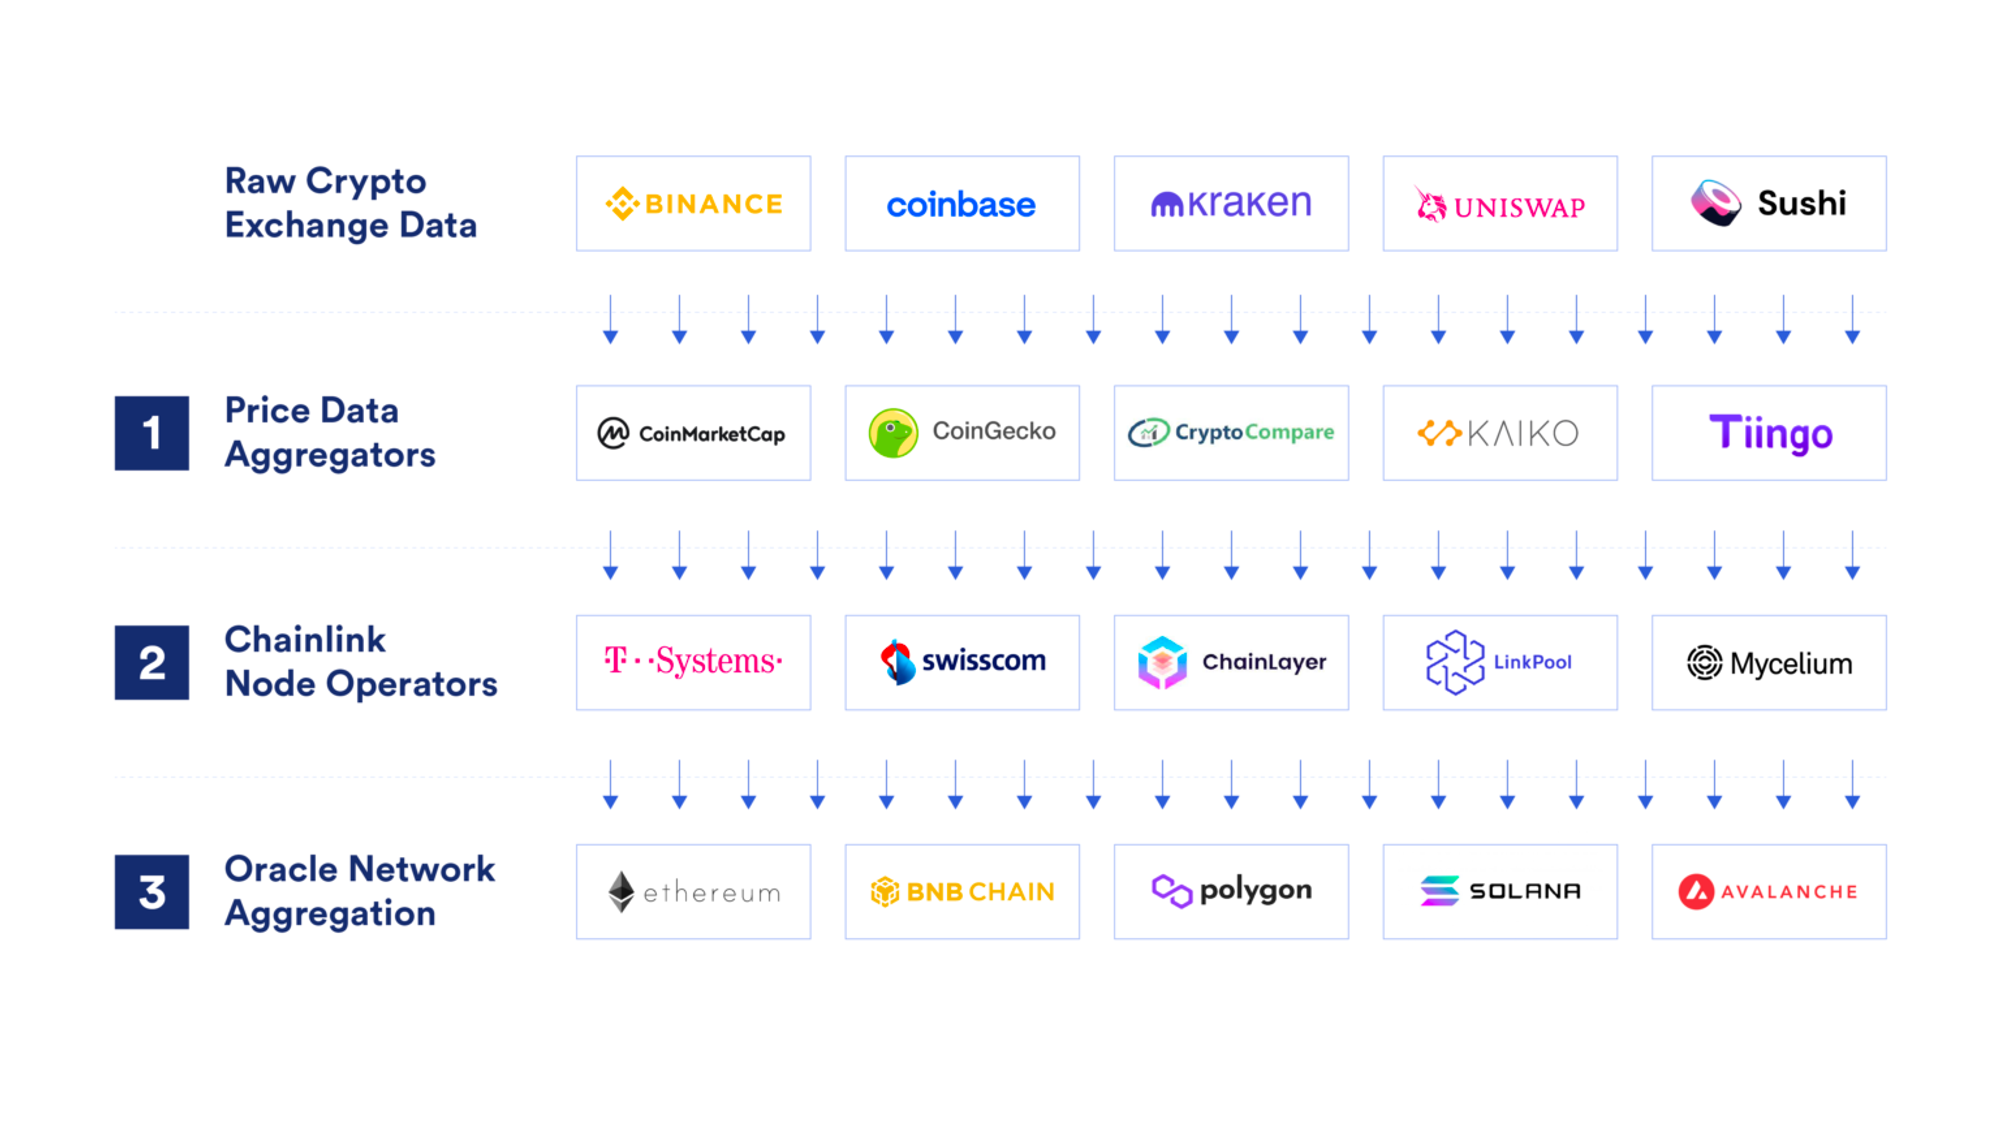 Raw Crypto
Exchange Data
BINANCE
coinbase
kraken
UNISWAP
Sushi
1
Price Data
Aggregators
CoinMarketCap
CoinGecko
CryptoCompare
KAIKO
Tiingo
2
Chainlink
Node Operators
T··Systems·
swisscom
ChainLayer
LinkPool
Mycelium
3
Oracle Network
Aggregation
ethereum
BNB CHAIN
polygon
SOLANA
AVALANCHE